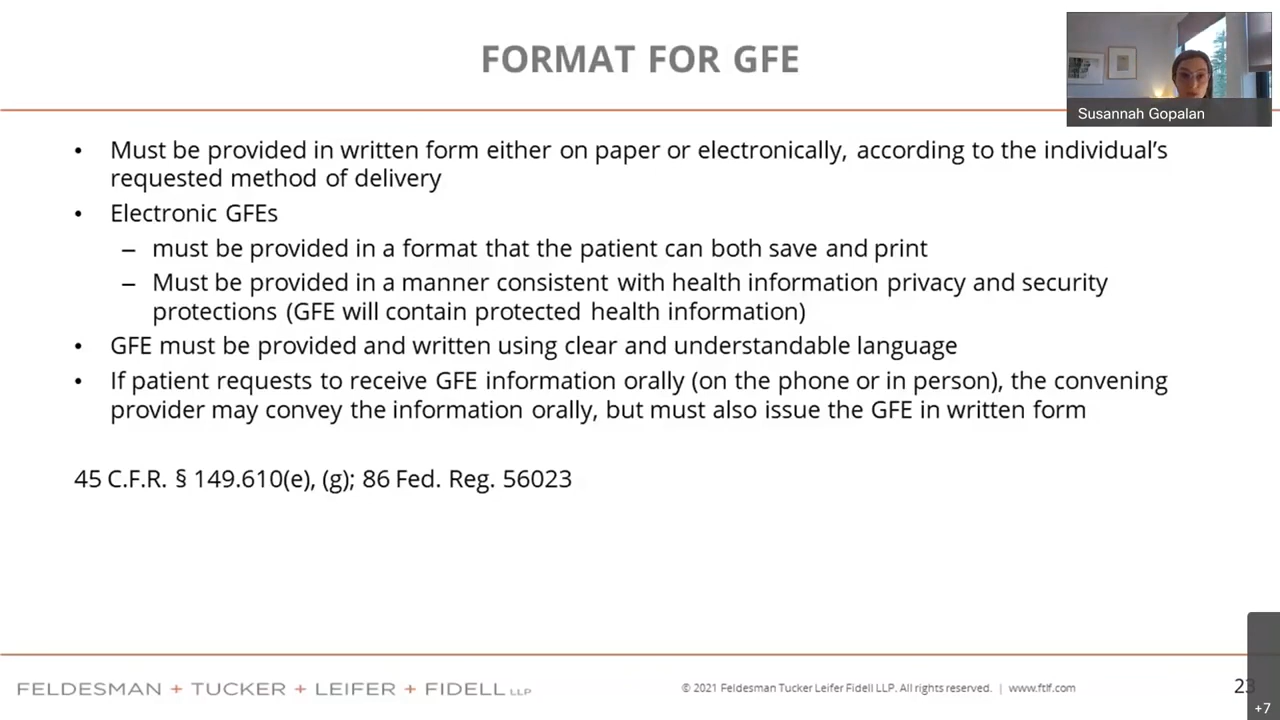 FORMAT FOR GFE
Susannah Gopalan
• Must be provided in written form either on paper or electronically, according to the individual’s
requested method of delivery
• Electronic GFEs
– must be provided in a format that the patient can both save and print
– Must be provided in a manner consistent with health information privacy and security
protections (GFE will contain protected health information)
• GFE must be provided and written using clear and understandable language
• If patient requests to receive GFE information orally (on the phone or in person), the convening
provider may convey the information orally, but must also issue the GFE in written form
45 C.F.R. § 149.610(e), (g); 86 Fed. Reg. 56023
FELDESMAN + TUCKER + LEIFER + FIDELL LLP
© 2021 Feldesman Tucker Leifer Fidell LLP. All rights reserved. | www.ftlf.com
23
+7